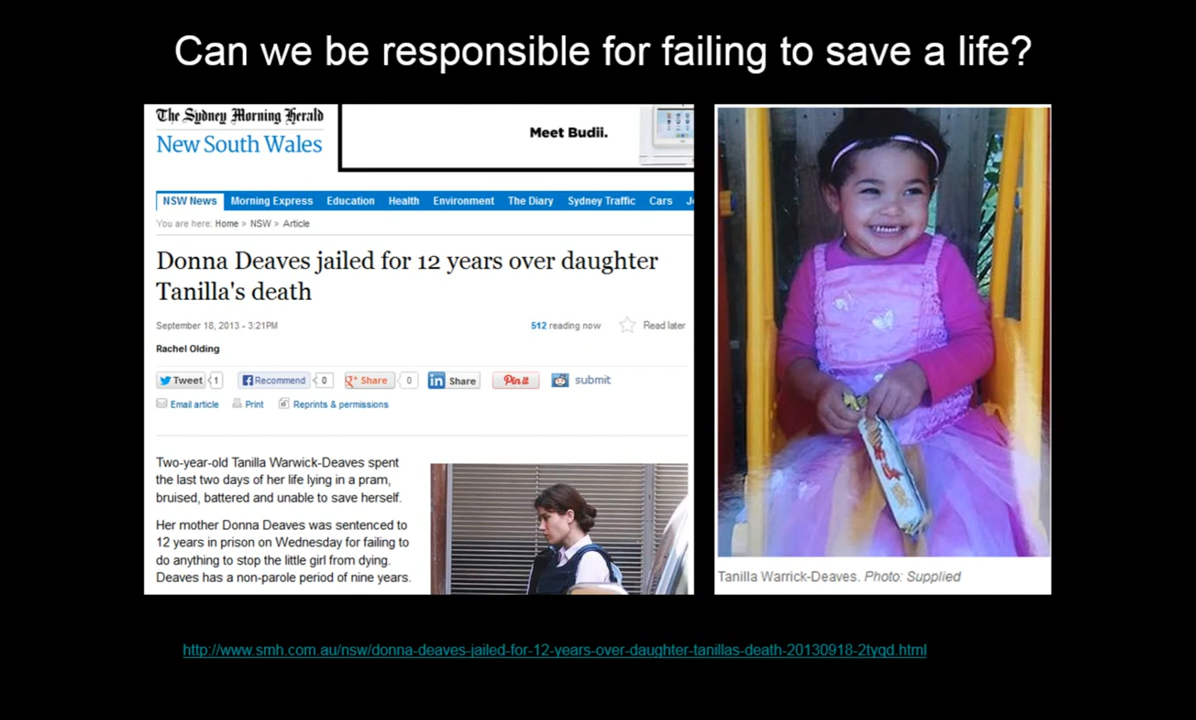 Can we be responsible for failing to save a life?
The Sydney Morning Herald
New South Wales
Meet Budii.
NSW News Morning Express Education Health Environment The Diary Sydney Traffic Cars
You are here: Home > NSW > Article
Donna Deaves jailed for 12 years over daughter
Tanilla's death
September 18, 2013 - 3:21PM
512 reading now
Read later
Rachel Olding
Tweet 1 Recommend 0 Share 0 in Share Pin it submit
Email article Print Reprints & permissions
Two-year-old Tanilla Warwick-Deaves spent
the last two days of her life lying in a pram,
bruised, battered and unable to save herself.
Her mother Donna Deaves was sentenced to
12 years in prison on Wednesday for failing to
do anything to stop the little girl from dying.
Deaves has a non-parole period of nine years.
Tanilla Warrick-Deaves. Photo: Supplied
http://www.smh.com.au/nsw/donna-deaves-jailed-for-12-years-over-daughter-tanillas-death-20130918-2tyqd.html